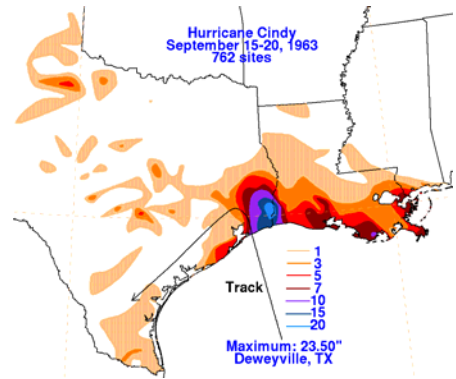 Hurricane Cindy
September 15-20, 1963
762 sites
1
3
5
7
10
15
20
Track
Maximum: 23.50"
Deweyville, TX